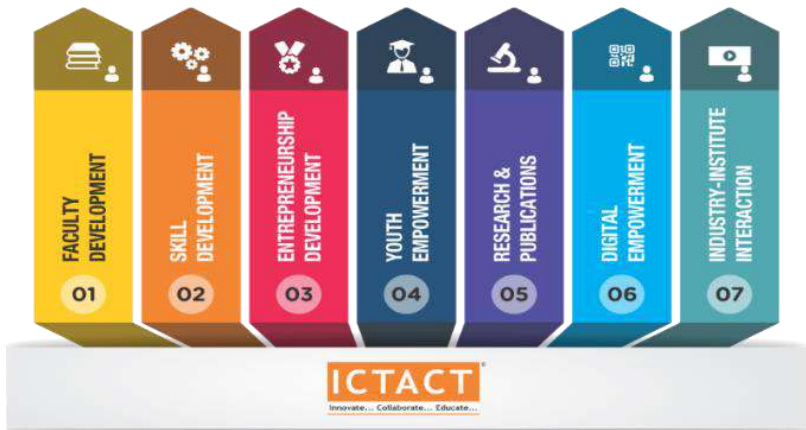 FACULTY
DEVELOPMENT
01
SKILL
DEVELOPMENT
02
ENTREPRENEURSHIP
DEVELOPMENT
03
YOUTH
EMPOWERMENT
04
RESEARCH &
PUBLICATIONS
05
DIGITAL
EMPOWERMENT
06
INDUSTRY-INSTITUTE
INTERACTION
07
ICTACT®
Innovate... Collaborate... Educate...